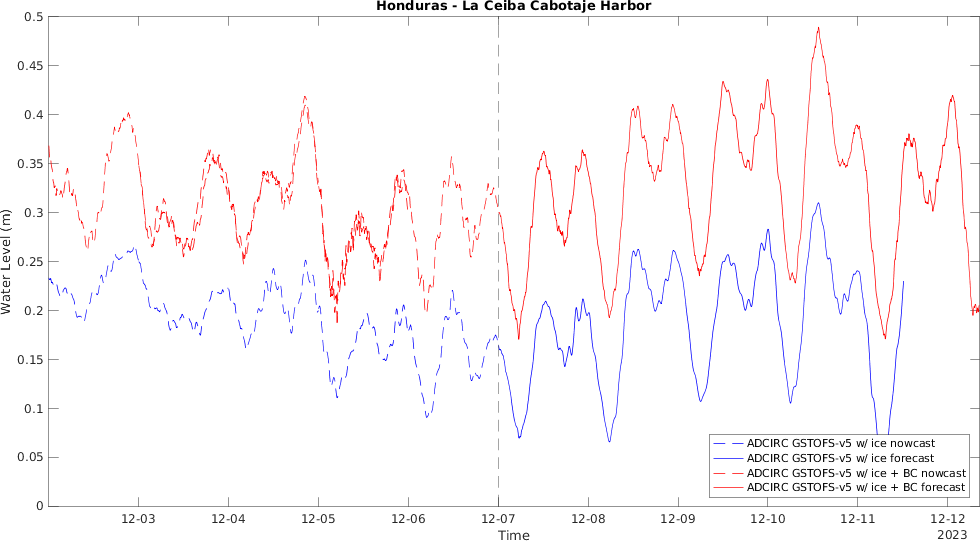 Honduras - La Ceiba Cabotaje Harbor
Water Level (m)
0.5
0.45
0.4
0.35
0.3
0.25
0.2
0.15
0.1
0.05
0
ADCIRC GSTOFS-v5 w/ ice nowcast
ADCIRC GSTOFS-v5 w/ ice forecast
ADCIRC GSTOFS-v5 w/ ice + BC nowcast
ADCIRC GSTOFS-v5 w/ ice + BC forecast
12-03 12-04 12-05 12-06 12-07 12-08 12-09 12-10 12-11 12-12
Time
2023